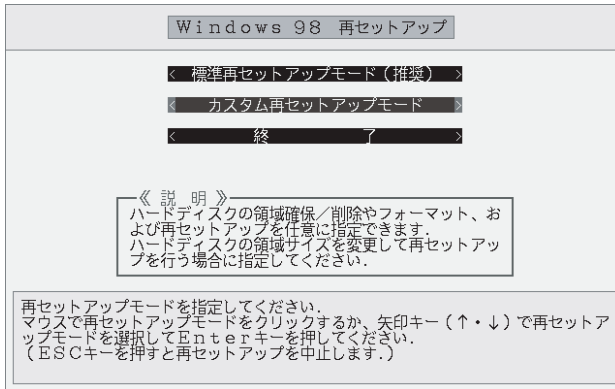 Windows 98 再セットアップ
< 標準再セットアップモード(推奨) >
< カスタム再セットアップモード >
< 終 了 >
《 説 明 》
ハードディスクの領域確保/削除やフォーマット、お
よび再セットアップを任意に指定できます.
ハードディスクの領域サイズを変更して再セットアッ
プを行う場合に指定してください.
再セットアップモードを指定してください.
マウスで再セットアップモードをクリックするか、矢印キー(↑・↓)で再セットア
ップモードを選択してEnterキーを押してください.
(ESCキーを押すと再セットアップを中止します.)